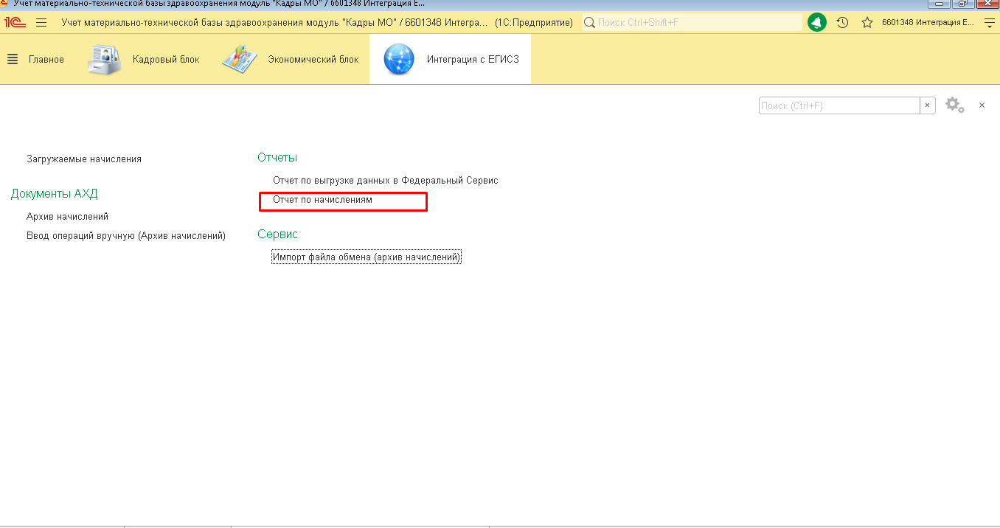 Учет материально-технической базы здравоохранения модуль "Кадры МО" / 6601348 Интеграция Е...
1С
Учет материально-технической базы здравоохранения модуль "Кадры МО" / 6601348 Интегра... (1С:Предприятие)
Поиск Ctrl+Shift+F
6601348 Интеграция Е...
Главное
Кадровый блок
Экономический блок
Интеграция с ЕГИСЗ
Поиск (Ctrl+F)
Загружаемые начисления
Документы АХД
Архив начислений
Ввод операций вручную (Архив начислений)
Отчеты
Отчет по выгрузке данных в Федеральный Сервис
Отчет по начислениям
Сервис
Импорт файла обмена (архив начислений)